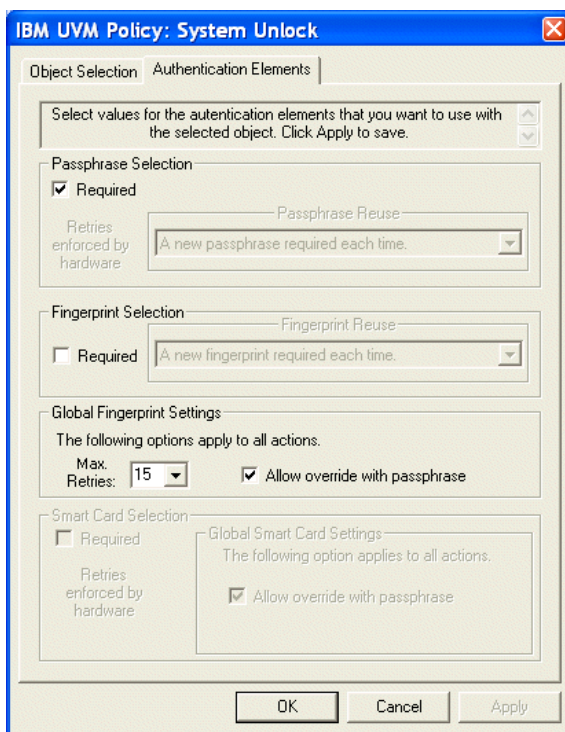 IBM UVM Policy: System Unlock
Object Selection
Authentication Elements
Select values for the autentication elements that you want to use with
the selected object. Click Apply to save.
Passphrase Selection
Required
Passphrase Reuse
Retries
enforced by
hardware
A new passphrase required each time.
Fingerprint Selection
Fingerprint Reuse
Required
A new fingerprint required each time.
Global Fingerprint Settings
The following options apply to all actions.
Max.
Retries:
15
Allow override with passphrase
Smart Card Selection
Required
Global Smart Card Settings
The following option applies to all actions.
Retries
enforced by
hardware
Allow override with passphrase
OK
Cancel
Apply